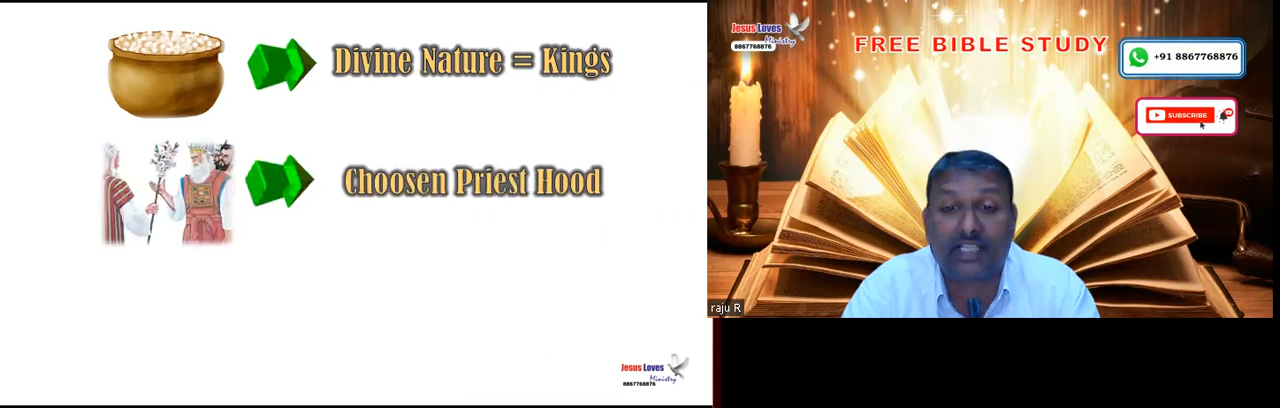 Divine Nature = Kings
Choosen Priest Hood
Jesus Loves
Ministry
8867768876
Jesus Loves
Ministry
8867768876
FREE BIBLE STUDY
+91 8867768876
SUBSCRIBE
raju R